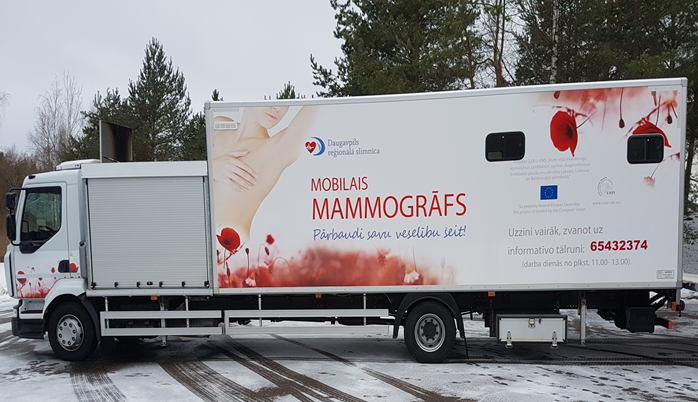 Daugavpils
reģionālā slimnīca
MOBILAIS
MAMMOGRĀFS
Pārbaudi savu veselību šeit!
Uzzini vairāk, zvanot uz
informatīvo tālruni: 65432374
(darba dienās no plkst. 11.00- 13.00).